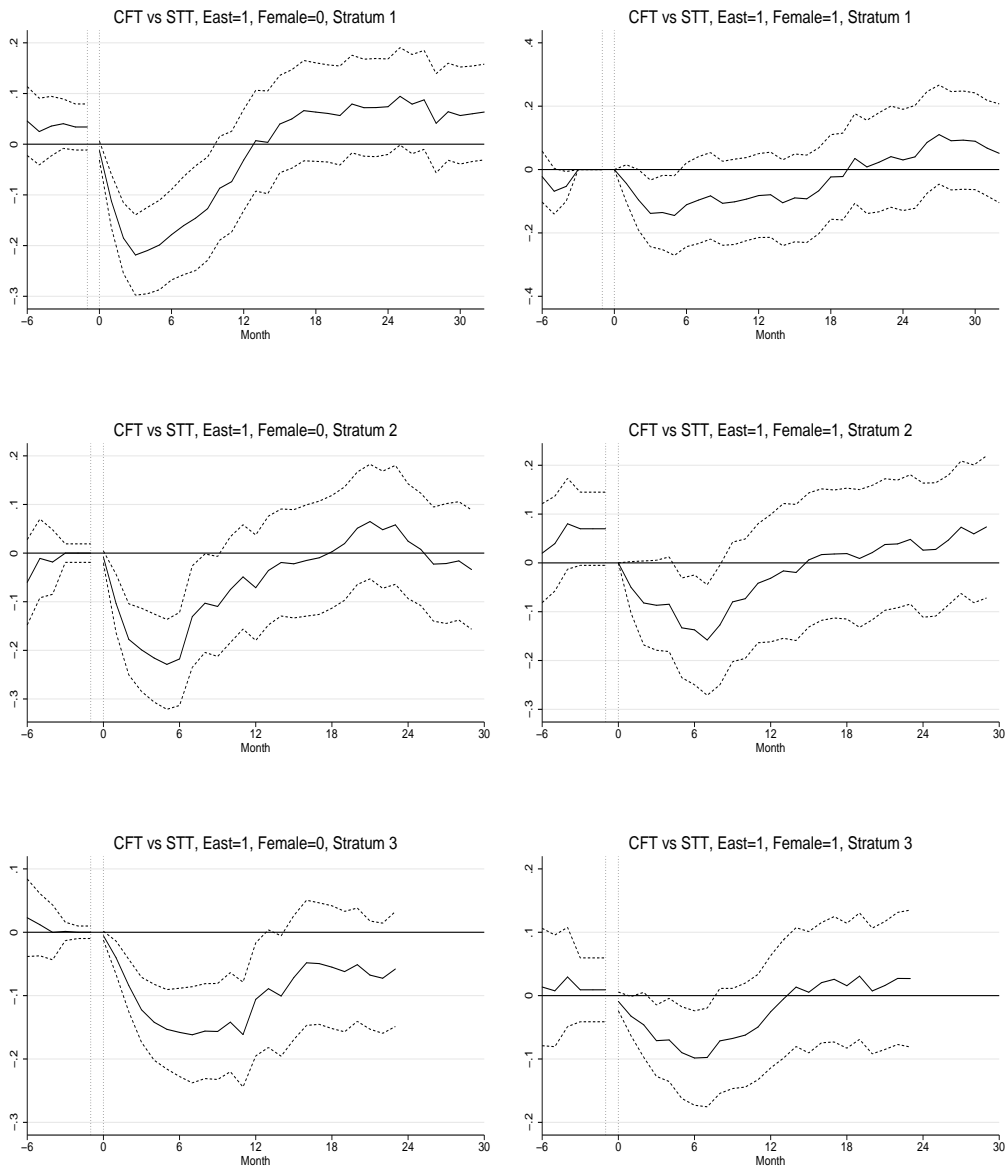 CFT vs STT, East=1, Female=0, Stratum 1
.2
.1
0
-.1
-.2
-.3
-6 0 6 12 18 24 30
Month
CFT vs STT, East=1, Female=1, Stratum 1
.4
.2
0
-.2
-.4
-6 0 6 12 18 24 30
Month
CFT vs STT, East=1, Female=0, Stratum 2
.2
.1
0
-.1
-.2
-.3
-6 0 6 12 18 24 30
Month
CFT vs STT, East=1, Female=1, Stratum 2
.2
.1
0
-.1
-.2
-.3
-6 0 6 12 18 24 30
Month
CFT vs STT, East=1, Female=0, Stratum 3
.1
0
-.1
-.2
-.3
-6 0 6 12 18 24 30
Month
CFT vs STT, East=1, Female=1, Stratum 3
.2
.1
0
-.1
-.2
-6 0 6 12 18 24 30
Month